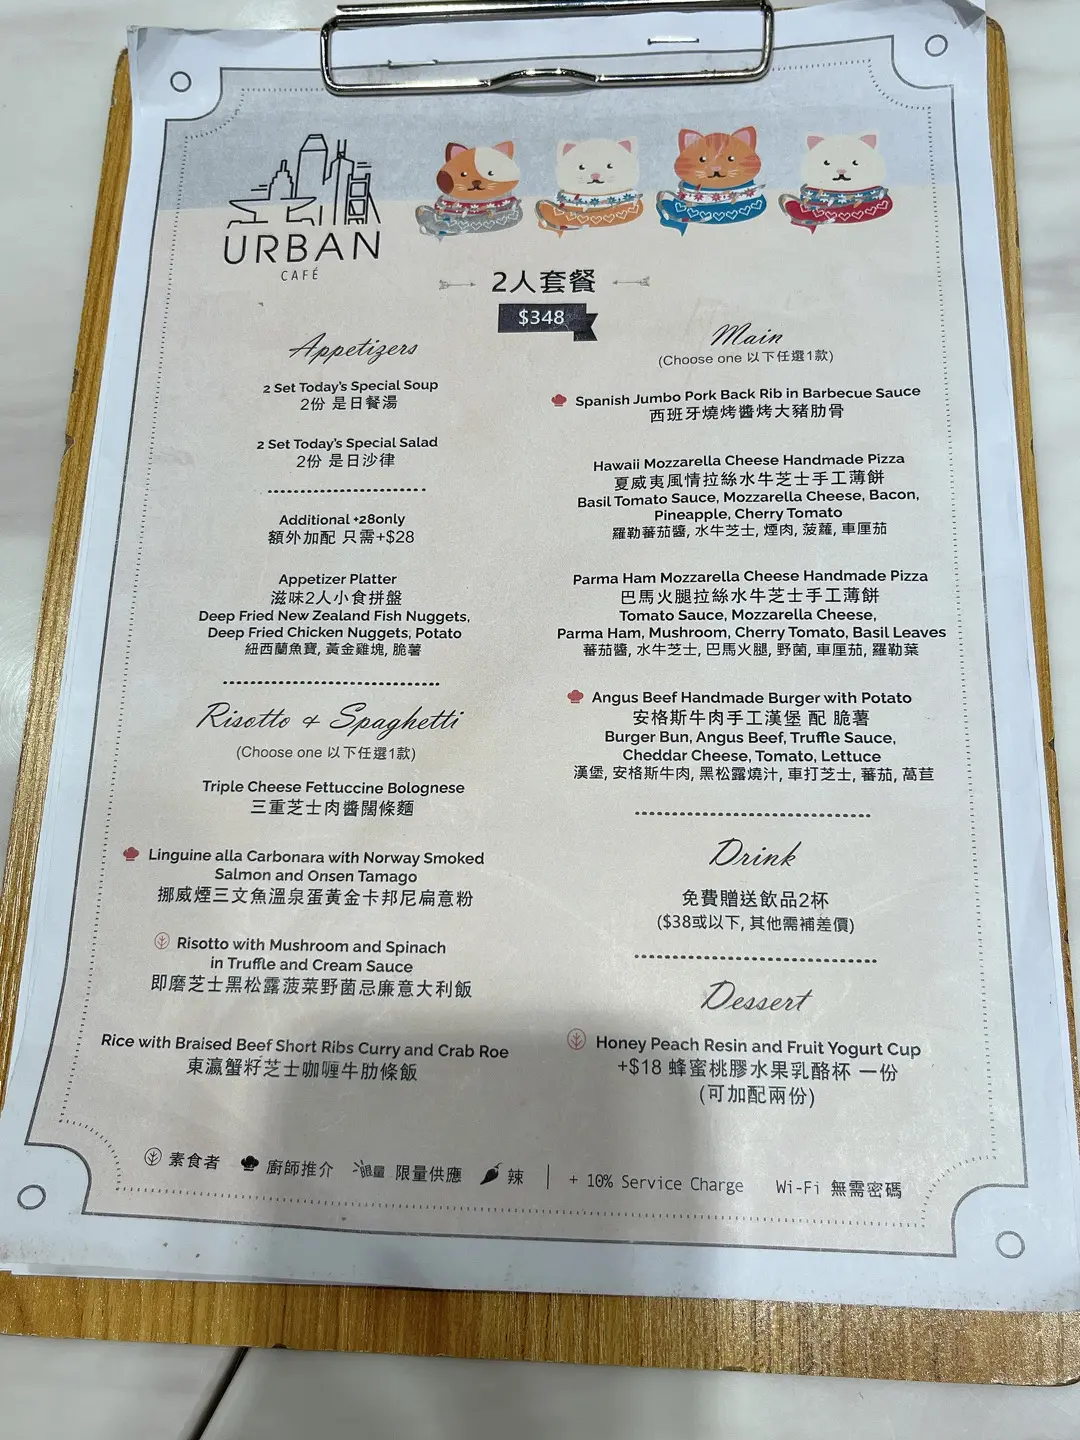 URBAN
CAFÉ
2人套餐
$348
Appetizers
2 Set Today's Special Soup
2份 是日餐湯
2 Set Today's Special Salad
2份 是日沙律
Additional +28only
額外加配 只需+$28
Appetizer Platter
滋味2人小食拼盤
Deep Fried New Zealand Fish Nuggets,
Deep Fried Chicken Nuggets, Potato
紐西蘭魚寶, 黃金雞塊, 脆薯
Risotto & Spaghetti
(Choose one 以下任選1款)
Triple Cheese Fettuccine Bolognese
三重芝士肉醬闊條麵
Linguine alla Carbonara with Norway Smoked
Salmon and Onsen Tamago
挪威煙三文魚溫泉蛋黃金卡邦尼扁意粉
Risotto with Mushroom and Spinach
in Truffle and Cream Sauce
即磨芝士黑松露菠菜野菌忌廉意大利飯
Rice with Braised Beef Short Ribs Curry and Crab Roe
東瀛蟹籽芝士咖喱牛肋條飯
Main
(Choose one 以下任選1款)
Spanish Jumbo Pork Back Rib in Barbecue Sauce
西班牙燒烤醬烤大豬肋骨
Hawaii Mozzarella Cheese Handmade Pizza
夏威夷風情拉絲水牛芝士手工薄餅
Basil Tomato Sauce, Mozzarella Cheese, Bacon,
Pineapple, Cherry Tomato
羅勒蕃茄醬, 水牛芝士, 煙肉, 菠蘿, 車厘茄
Parma Ham Mozzarella Cheese Handmade Pizza
巴馬火腿拉絲水牛芝士手工薄餅
Tomato Sauce, Mozzarella Cheese,
Parma Ham, Mushroom, Cherry Tomato, Basil Leaves
蕃茄醬, 水牛芝士, 巴馬火腿, 野菌, 車厘茄, 羅勒葉
Angus Beef Handmade Burger with Potato
安格斯牛肉手工漢堡 配 脆薯
Burger Bun, Angus Beef, Truffle Sauce,
Cheddar Cheese, Tomato, Lettuce
漢堡, 安格斯牛肉, 黑松露燒汁, 車打芝士, 蕃茄, 萵苣
Drink
免費贈送飲品2杯
($38或以下, 其他需補差價)
Dessert
Honey Peach Resin and Fruit Yogurt Cup
+$18 蜂蜜桃膠水果乳酪杯 一份
(可加配兩份)
素食者 廚師推介 限量 限量供應 辣 | + 10% Service Charge Wi-Fi 無需密碼